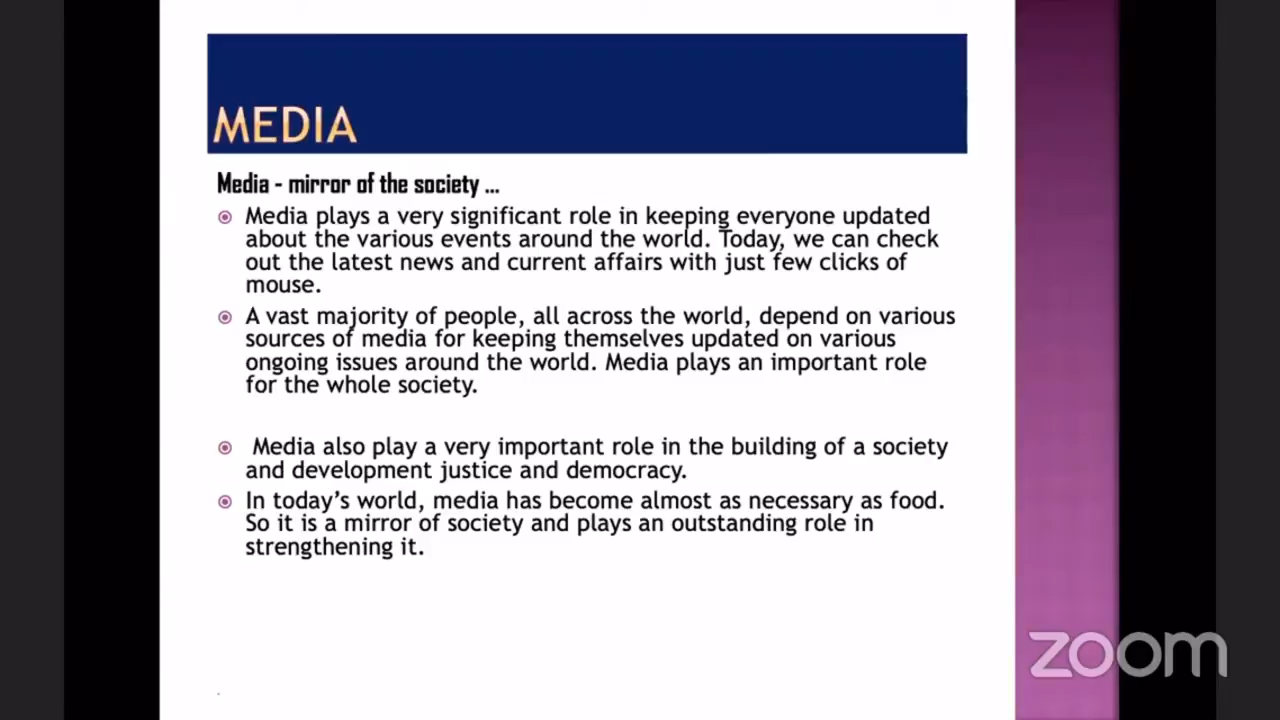 MEDIA
Media - mirror of the society ...
Media plays a very significant role in keeping everyone updated
about the various events around the world. Today, we can check
out the latest news and current affairs with just few clicks of
mouse.
A vast majority of people, all across the world, depend on various
sources of media for keeping themselves updated on various
ongoing issues around the world. Media plays an important role
for the whole society.
Media also play a very important role in the building of a society
and development justice and democracy.
In today's world, media has become almost as necessary as food.
So it is a mirror of society and plays an outstanding role in
strengthening it.
zoom